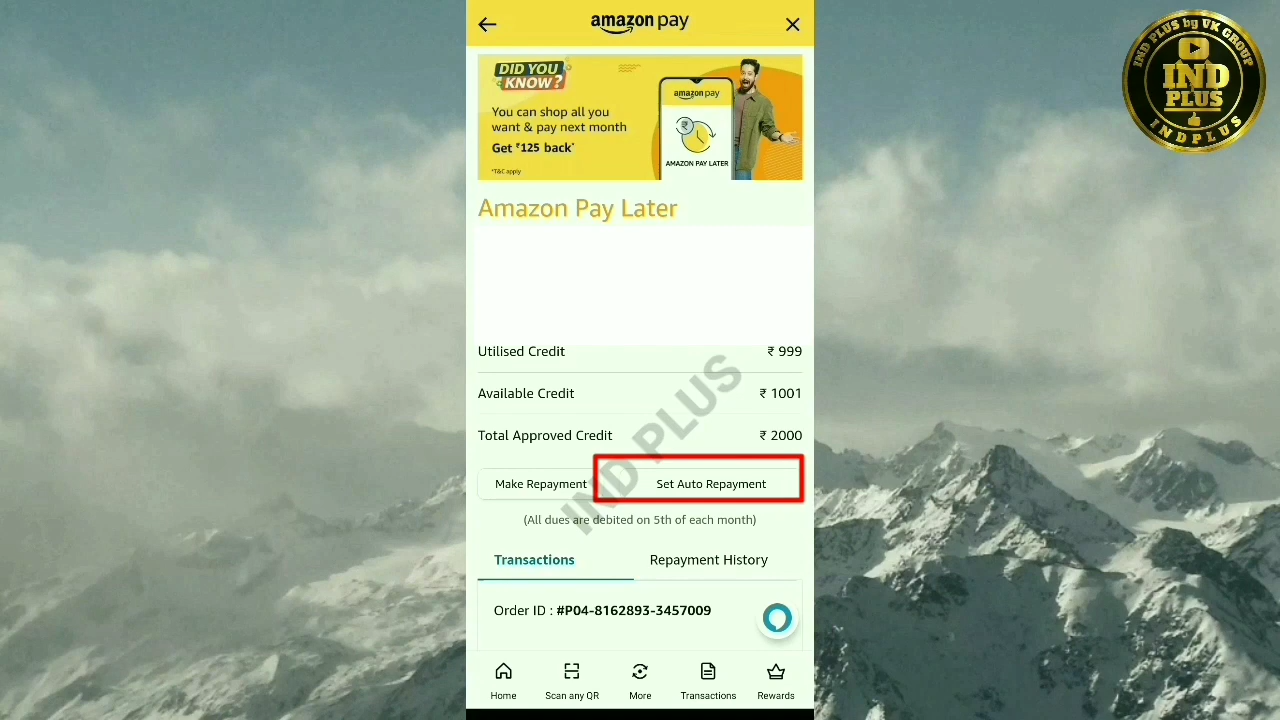 amazon pay
DID YOU
KNOW?
You can shop all you
want & pay next month
Get ₹125 back*
*T&C apply
amazon pay
₹
AMAZON PAY LATER
IND PLUS by VK GROUP
IND
PLUS
INDPLUS
Amazon Pay Later
Utilised Credit ₹ 999
Available Credit ₹ 1001
Total Approved Credit ₹ 2000
IND PLUS
Make Repayment Set Auto Repayment
(All dues are debited on 5th of each month)
Transactions Repayment History
Order ID : #P04-8162893-3457009
Home Scan any QR More Transactions Rewards